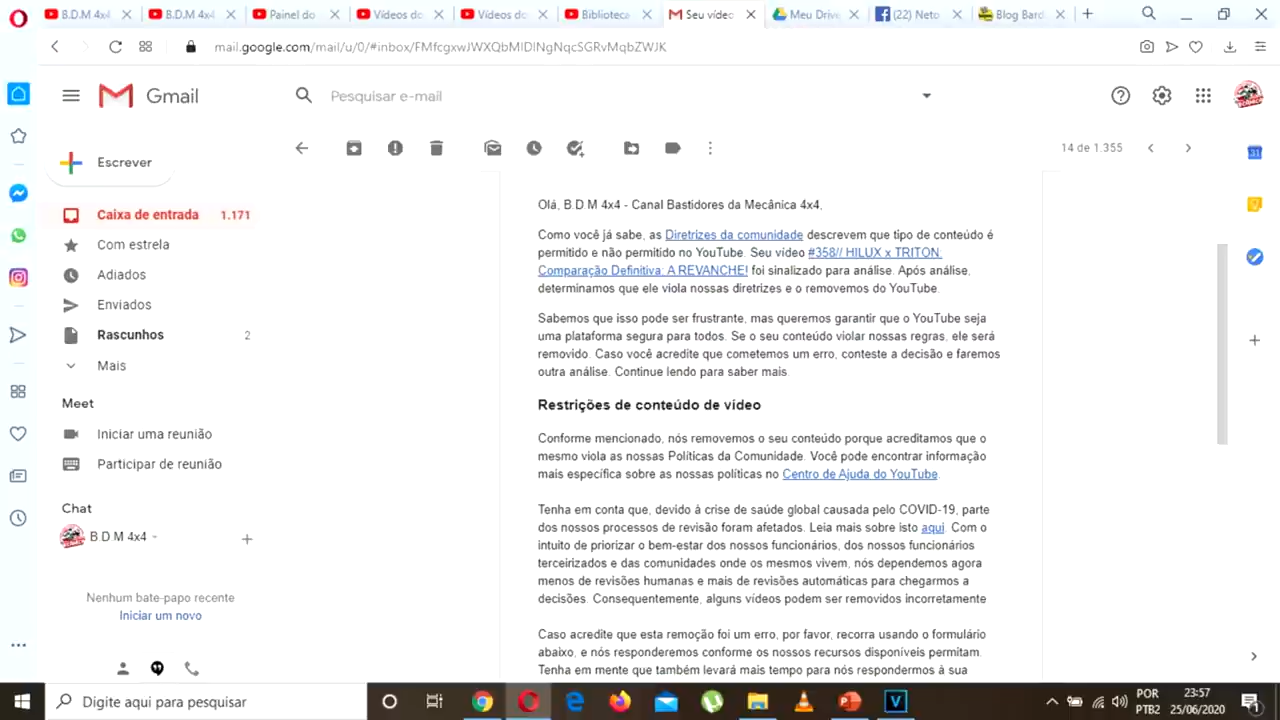 B.D.M 4x4
B.D.M 4x4
Painel do
Vídeos do
Vídeos do
Biblioteca
Seu vídeo
Meu Drive
(22) Neto
Blog Bard
mail.google.com/mail/u/0/#inbox/FMfcgxwJWXQbMlDlNgNqcSGRvMqbZWJK
Gmail
Pesquisar e-mail
Escrever
14 de 1.355
Caixa de entrada 1.171
Com estrela
Adiados
Enviados
Rascunhos 2
Mais
Meet
Iniciar uma reunião
Participar de reunião
Chat
B.D.M 4x4
Nenhum bate-papo recente
Iniciar um novo
Olá, B.D.M 4x4 - Canal Bastidores da Mecânica 4x4,
Como você já sabe, as Diretrizes da comunidade descrevem que tipo de conteúdo é
permitido e não permitido no YouTube. Seu vídeo #358// HILUX x TRITON:
Comparação Definitiva: A REVANCHE! foi sinalizado para análise. Após análise,
determinamos que ele viola nossas diretrizes e o removemos do YouTube.
Sabemos que isso pode ser frustrante, mas queremos garantir que o YouTube seja
uma plataforma segura para todos. Se o seu conteúdo violar nossas regras, ele será
removido. Caso você acredite que cometemos um erro, conteste a decisão e faremos
outra análise. Continue lendo para saber mais.
Restrições de conteúdo de vídeo
Conforme mencionado, nós removemos o seu conteúdo porque acreditamos que o
mesmo viola as nossas Políticas da Comunidade. Você pode encontrar informação
mais específica sobre as nossas políticas no Centro de Ajuda do YouTube.
Tenha em conta que, devido à crise de saúde global causada pelo COVID-19, parte
dos nossos processos de revisão foram afetados. Leia mais sobre isto aqui. Com o
intuito de priorizar o bem-estar dos nossos funcionários, dos nossos funcionários
terceirizados e das comunidades onde os mesmos vivem, nós dependemos agora
menos de revisões humanas e mais de revisões automáticas para chegarmos a
decisões. Consequentemente, alguns vídeos podem ser removidos incorretamente
Caso acredite que esta remoção foi um erro, por favor, recorra usando o formulário
abaixo, e nós responderemos conforme os nossos recursos disponíveis permitam.
Tenha em mente que também levará mais tempo para nós respondermos à sua
Digite aqui para pesquisar
POR
PTB2
23:57
25/06/2020
1